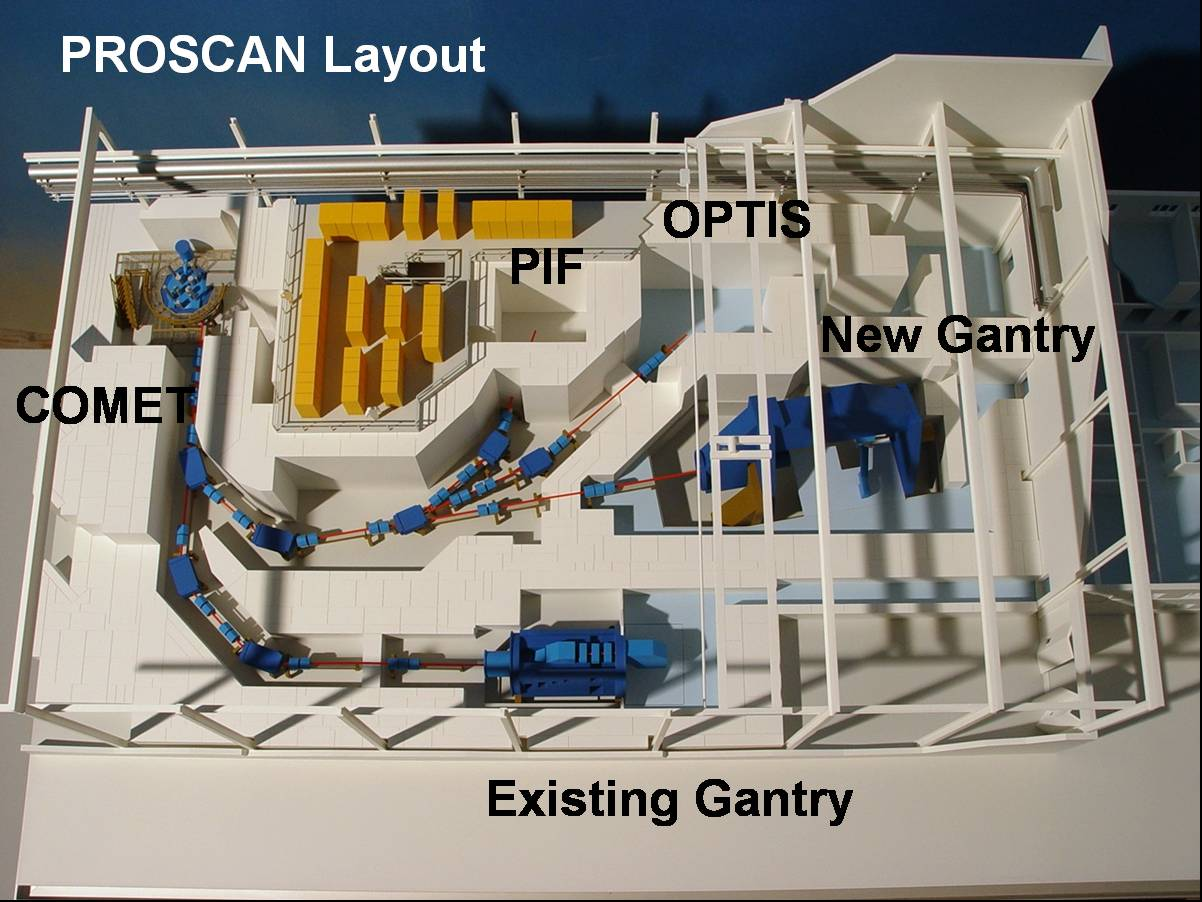 PROSCAN Layout
OPTIS
PIF
New Gantry
COMET
Existing Gantry